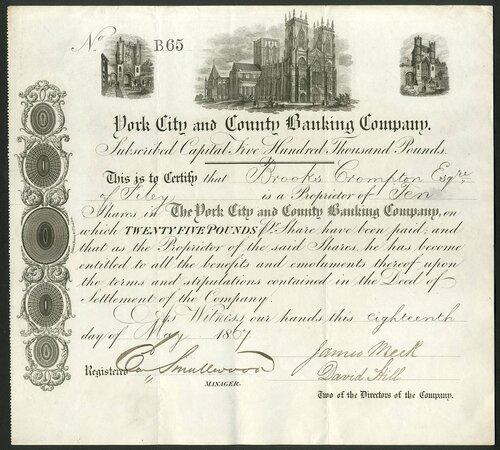 No. B65
York City and County Banking Company.
Subscribed Capital Five Hundred Thousand Pounds.
This is to Certify that Brooks Crompton Esqre
of Filey is a Proprietor of Ten
Shares in The York City and County Banking Company, on
which TWENTY FIVE POUNDS Pr. Share have been paid; and
that as the Proprietor of the said Shares, he has become
entitled to all the benefits and emoluments thereof upon
the terms and stipulations contained in the Deed of
Settlement of the Company.
As Witness our hands this eighteenth
day of May 1867
James Meek
Registered Smallwood
MANAGER.
David Hill
Two of the Directors of the Company.